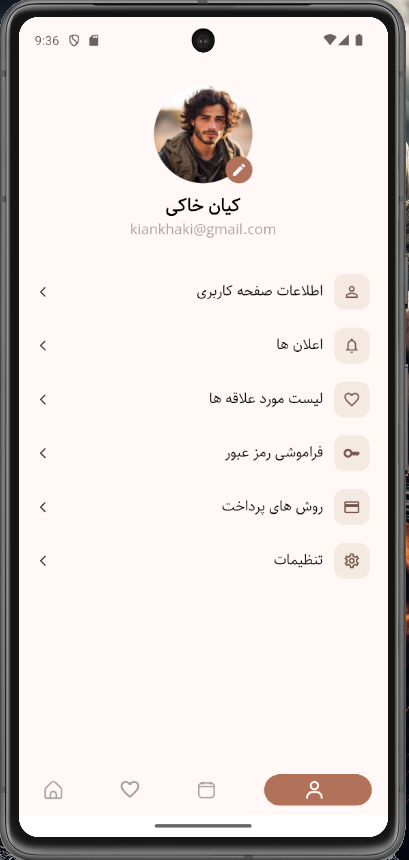 9:36
کیان خاکی
kiankhaki@gmail.com
اطلاعات صفحه کاربری
اعلان ها
لیست مورد علاقه ها
فراموشی رمز عبور
روش های پرداخت
تنظیمات